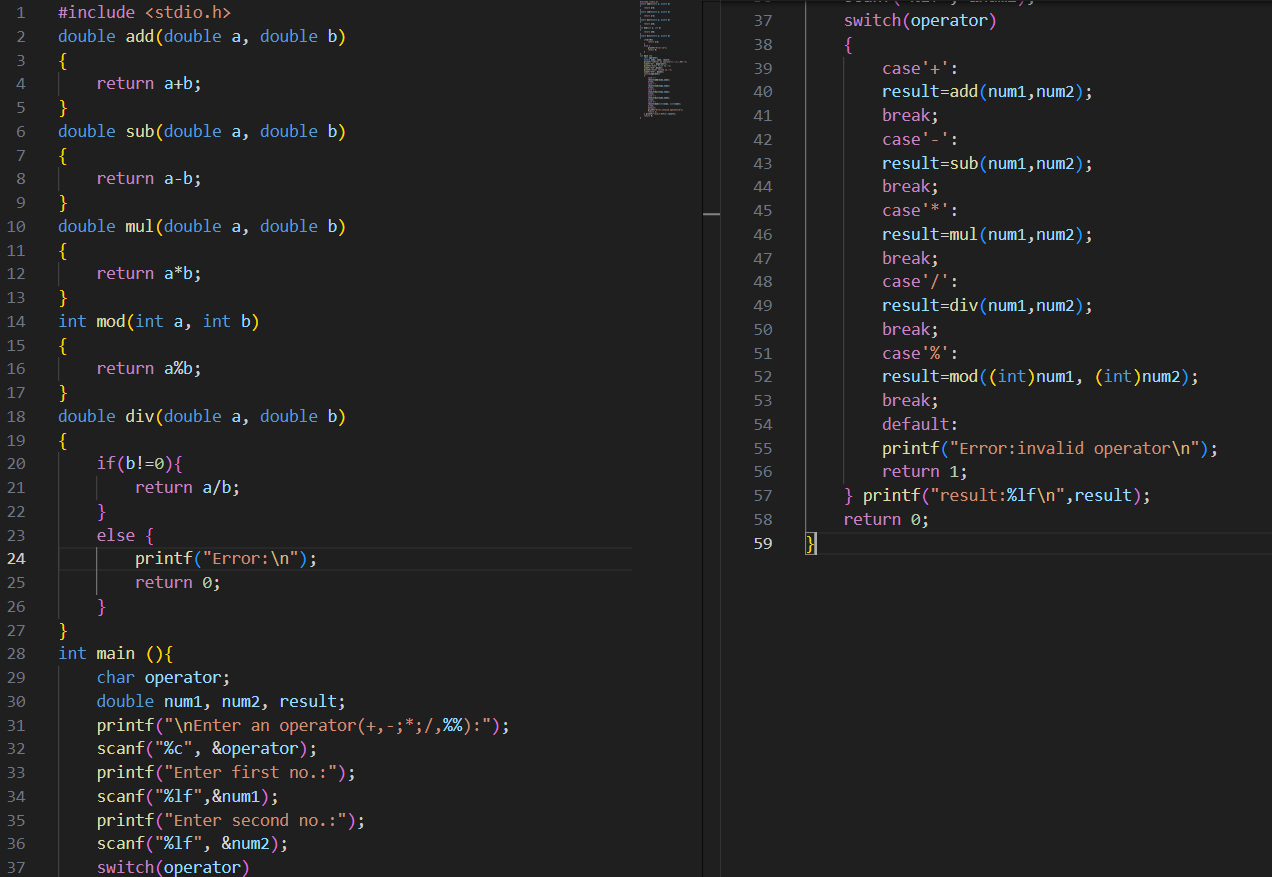 1 #include <stdio.h>
2 double add(double a, double b)
3 {
4 return a+b;
5 }
6 double sub(double a, double b)
7 {
8 return a-b;
9 }
10 double mul(double a, double b)
11 {
12 return a*b;
13 }
14 int mod(int a, int b)
15 {
16 return a%b;
17 }
18 double div(double a, double b)
19 {
20 if(b!=0){
21 return a/b;
22 }
23 else {
24 printf("Error:\n");
25 return 0;
26 }
27 }
28 int main (){
29 char operator;
30 double num1, num2, result;
31 printf("\nEnter an operator(+,-;*;/,%%):");
32 scanf("%c", &operator);
33 printf("Enter first no.:");
34 scanf("%lf",&num1);
35 printf("Enter second no.:");
36 scanf("%lf", &num2);
37 switch(operator)
37 switch(operator)
38 {
39 case'+':
40 result=add(num1,num2);
41 break;
42 case'-':
43 result=sub(num1,num2);
44 break;
45 case'*':
46 result=mul(num1,num2);
47 break;
48 case'/':
49 result=div(num1,num2);
50 break;
51 case'%':
52 result=mod((int)num1, (int)num2);
53 break;
54 default:
55 printf("Error:invalid operator\n");
56 return 1;
57 } printf("result:%lf\n",result);
58 return 0;
59 }